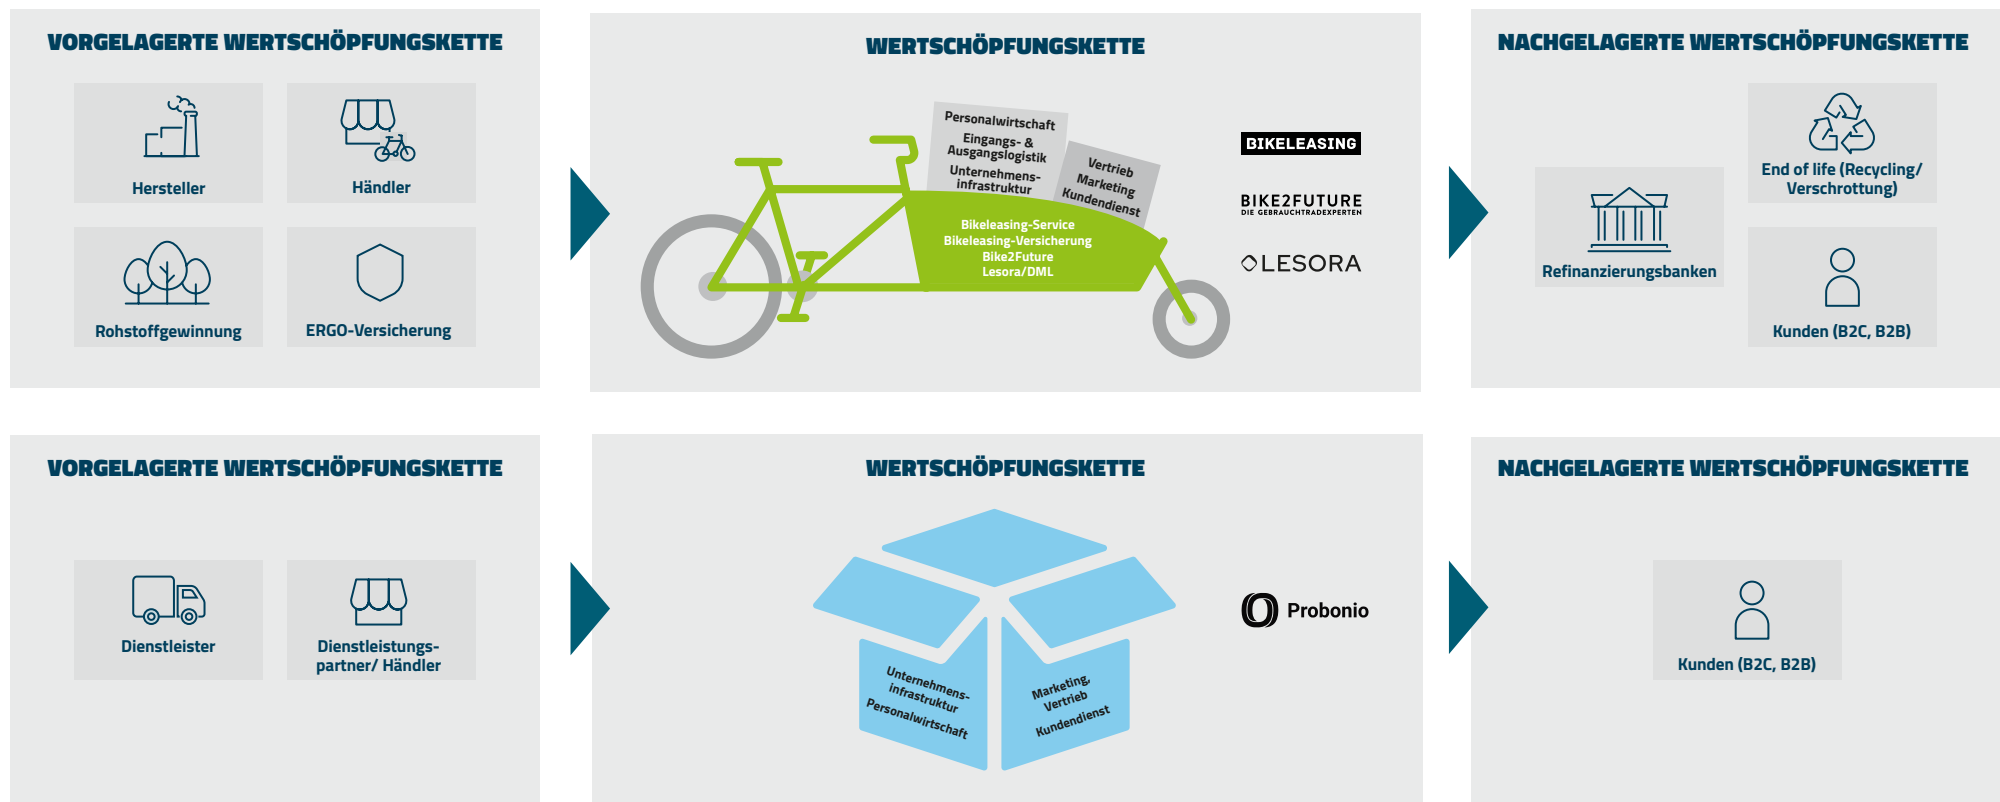 VORGELAGERTE WERTSCHÖPFUNGSKETTE
Hersteller
Händler
Rohstoffgewinnung
ERGO-Versicherung
WERTSCHÖPFUNGSKETTE
Personalwirtschaft
Eingangs- &
Ausgangslogistik
Unternehmens-
infrastruktur
Vertrieb
Marketing
Kundendienst
Bikeleasing-Service
Bikeleasing-Versicherung
Bike2Future
Lesora/DML
BIKELEASING
BIKE2FUTURE
DIE GEBRAUCHTRADEXPERTEN
LESORA
NACHGELAGERTE WERTSCHÖPFUNGSKETTE
Refinanzierungsbanken
End of life (Recycling/
Verschrottung)
Kunden (B2C, B2B)
VORGELAGERTE WERTSCHÖPFUNGSKETTE
Dienstleister
Dienstleistungs-
partner/ Händler
WERTSCHÖPFUNGSKETTE
Unternehmens-
infrastruktur
Personalwirtschaft
Marketing,
Vertrieb
Kundendienst
Probonio
NACHGELAGERTE WERTSCHÖPFUNGSKETTE
Kunden (B2C, B2B)